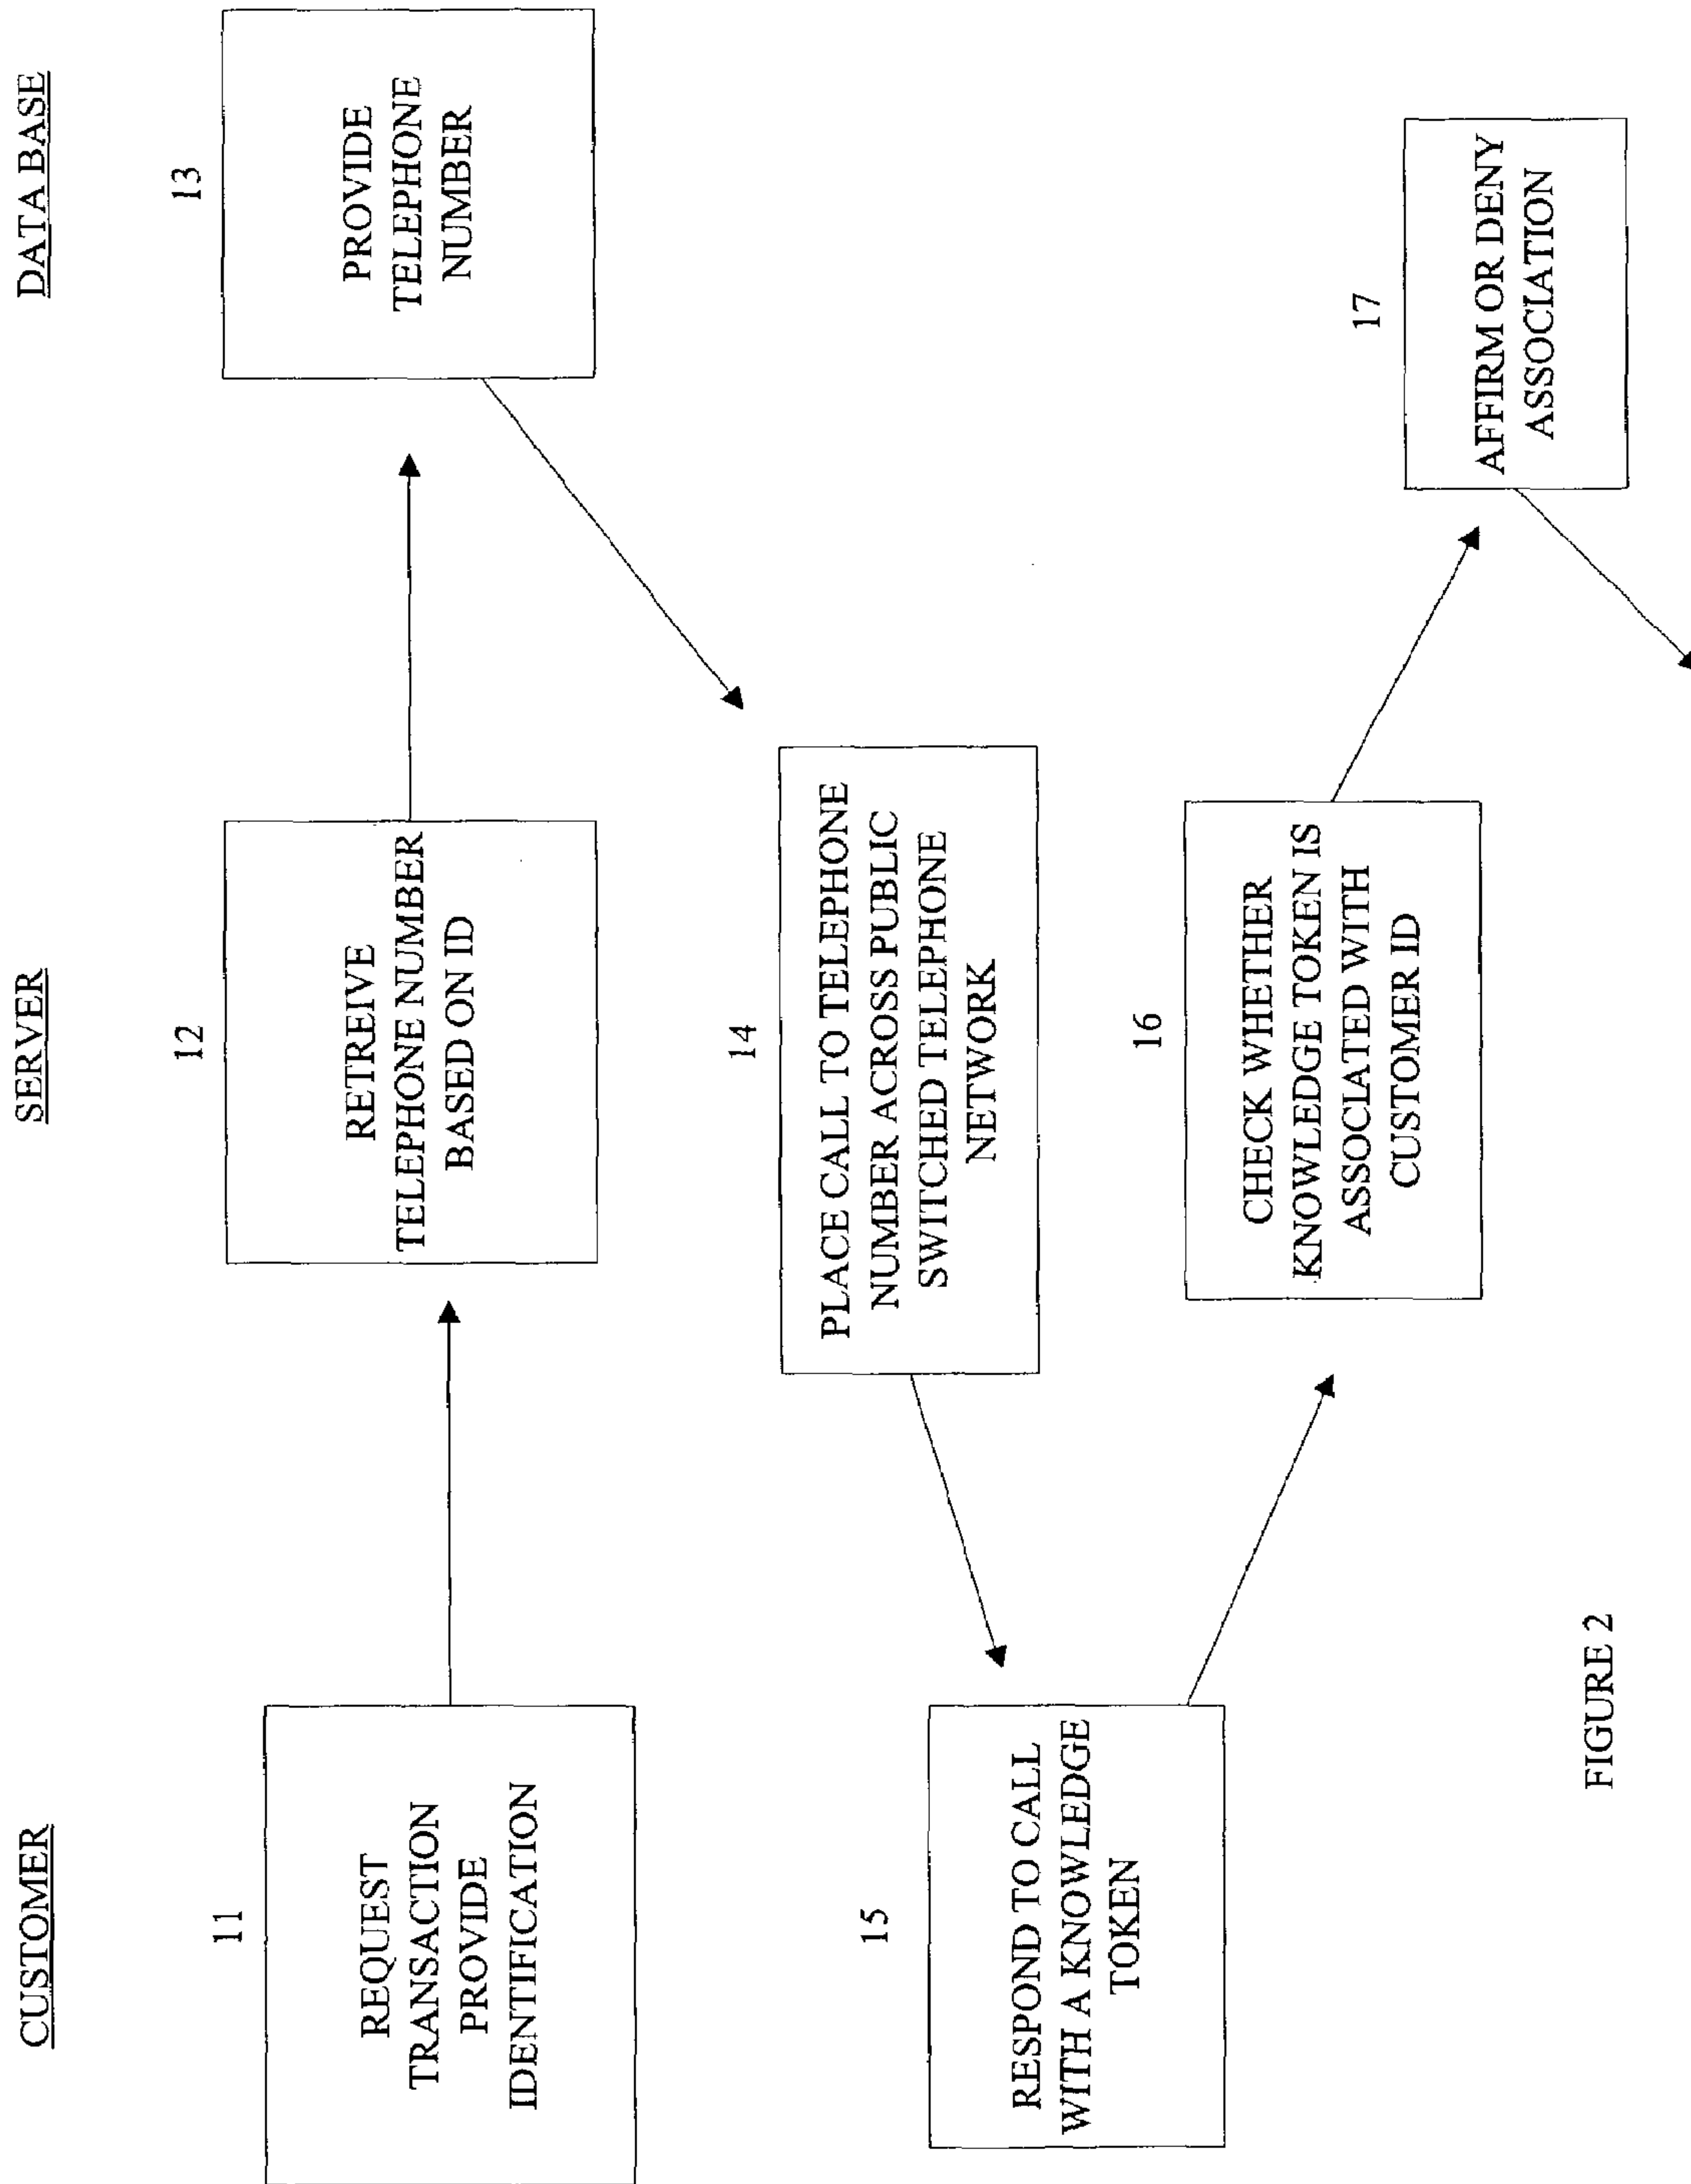 CUSTOMER
SERVER
DATA BASE
11
REQUEST
TRANSACTION
PROVIDE
IDENTIFICATION
12
RETREIVE
TELEPHONE NUMBER
BASED ON ID
13
PROVIDE
TELEPHONE
NUMBER
14
PLACE CALL TO TELEPHONE
NUMBER ACROSS PUBLIC
SWITCHED TELEPHONE
NETWORK
15
RESPOND TO CALL
WITH A KNOWLEDGE
TOKEN
16
CHECK WHETHER
KNOWLEDGE TOKEN IS
ASSOCIATED WITH
CUSTOMER ID
17
AFFIRM OR DENY
ASSOCIATION
FIGURE 2